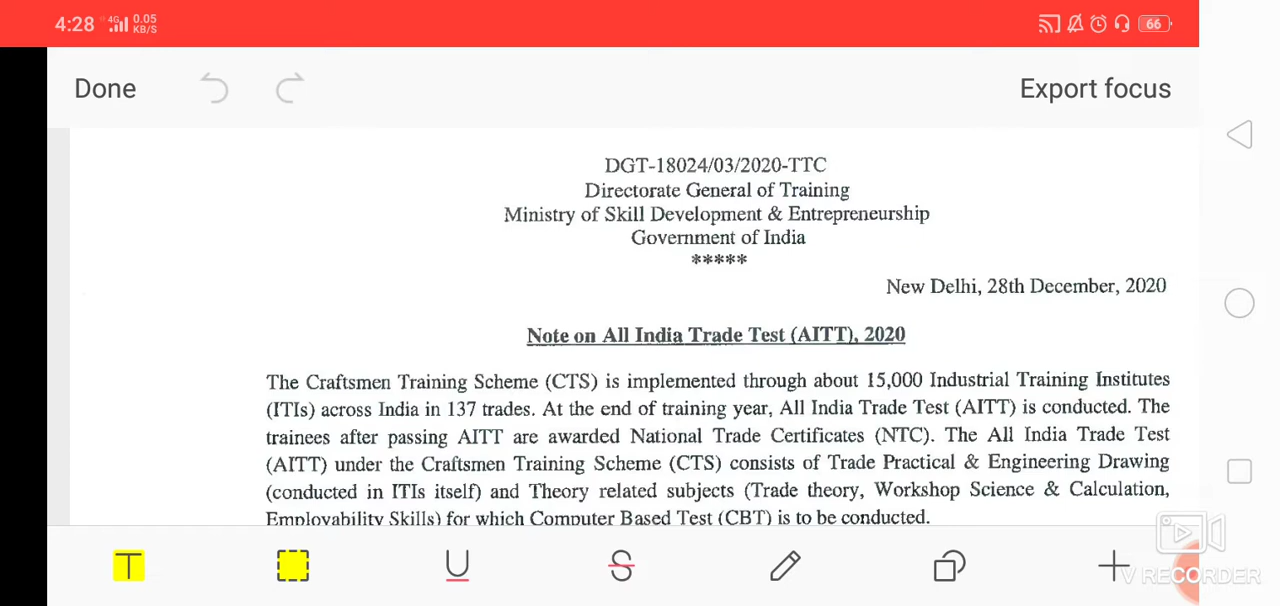 4:28 4G 0.05 KB/S 66
Done Export focus
DGT-18024/03/2020-TTC
Directorate General of Training
Ministry of Skill Development & Entrepreneurship
Government of India
*****
New Delhi, 28th December, 2020
Note on All India Trade Test (AITT), 2020
The Craftsmen Training Scheme (CTS) is implemented through about 15,000 Industrial Training Institutes
(ITIs) across India in 137 trades. At the end of training year, All India Trade Test (AITT) is conducted. The
trainees after passing AITT are awarded National Trade Certificates (NTC). The All India Trade Test
(AITT) under the Craftsmen Training Scheme (CTS) consists of Trade Practical & Engineering Drawing
(conducted in ITIs itself) and Theory related subjects (Trade theory, Workshop Science & Calculation,
Employability Skills) for which Computer Based Test (CBT) is to be conducted.
T U S
V RECORDER